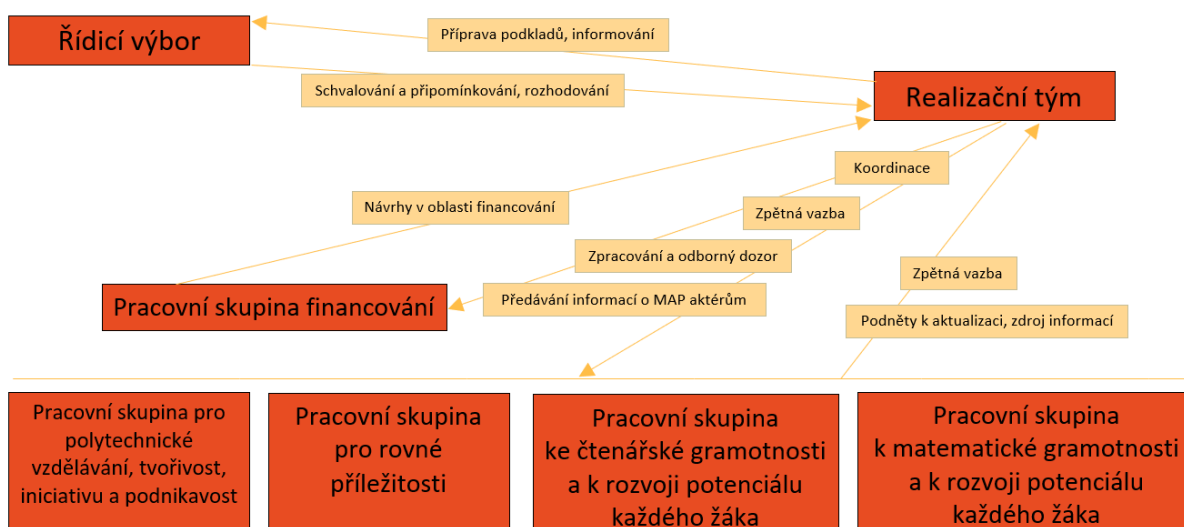 Řídicí výbor
Příprava podkladů, informování
Schvalování a připomínkování, rozhodování
Realizační tým
Koordinace
Návrhy v oblasti financování
Zpětná vazba
Zpracování a odborný dozor
Zpětná vazba
Pracovní skupina financování
Předávání informací o MAP aktérům
Podněty k aktualizaci, zdroj informací
Pracovní skupina pro
polytechnické
vzdělávání, tvořivost,
iniciativu a podnikavost
Pracovní skupina
pro rovné
příležitosti
Pracovní skupina
ke čtenářské gramotnosti
a k rozvoji potenciálu
každého žáka
Pracovní skupina
k matematické gramotnosti
a k rozvoji potenciálu
každého žáka